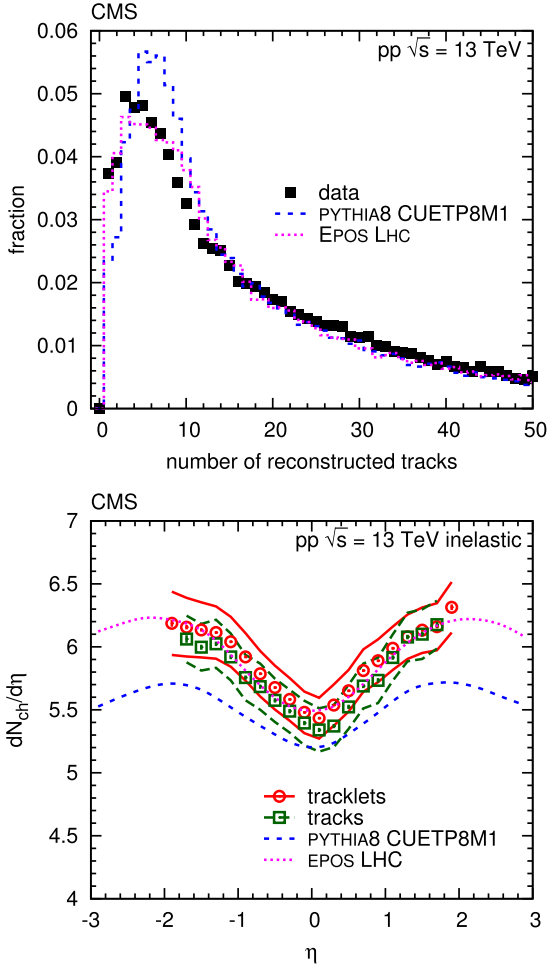 CMS
pp √s = 13 TeV
0.06
0.05
0.04
0.03
0.02
0.01
0
fraction
data
PYTHIA8 CUETP8M1
EPOS LHC
0 10 20 30 40 50
number of reconstructed tracks
CMS
pp √s = 13 TeV inelastic
7
6.5
6
5.5
5
4.5
4
dNch/dη
tracklets
tracks
PYTHIA8 CUETP8M1
EPOS LHC
-3 -2 -1 0 1 2 3
η